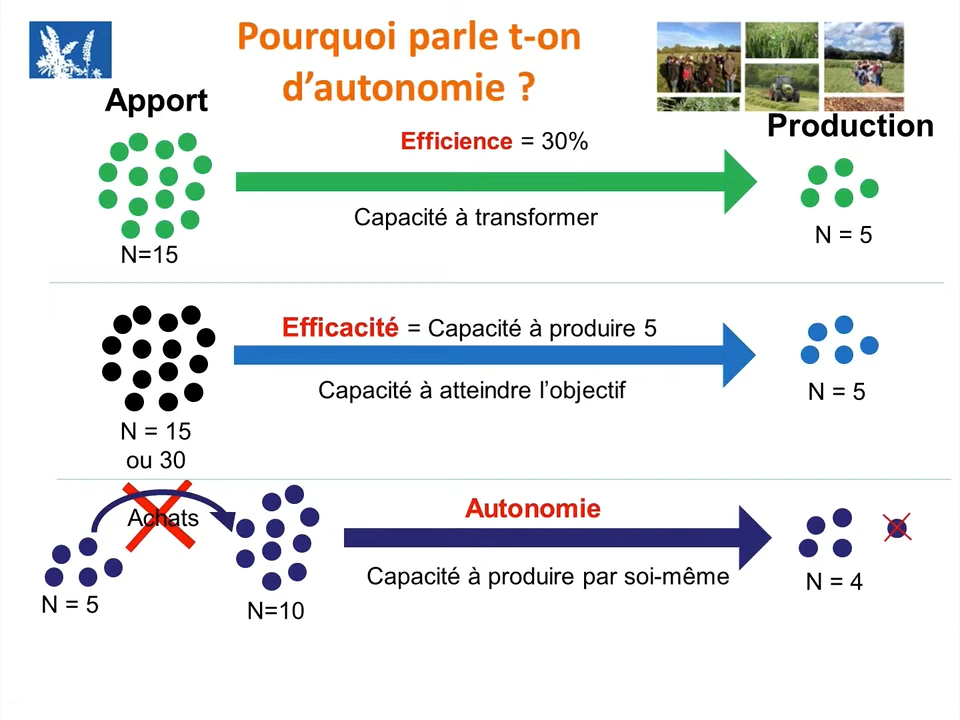 Pourquoi parle t-on
d’autonomie ?
Apport
Production
Efficience = 30%
Capacité à transformer
N=15
N = 5
Efficacité = Capacité à produire 5
Capacité à atteindre l’objectif
N = 15
ou 30
N = 5
Achats
Autonomie
Capacité à produire par soi-même
N = 5
N=10
N = 4